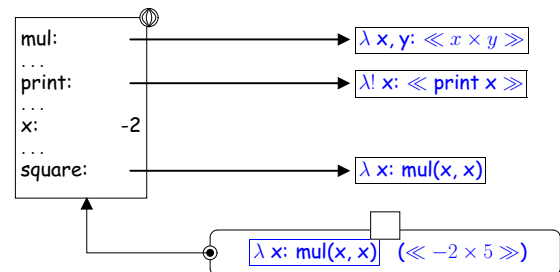 mul: λ x, y: ≪ x × y ≫
. . .
print: λ! x: ≪ print x ≫
. . .
x: -2
. . .
square: λ x: mul(x, x)
λ x: mul(x, x) (≪ −2 × 5 ≫)